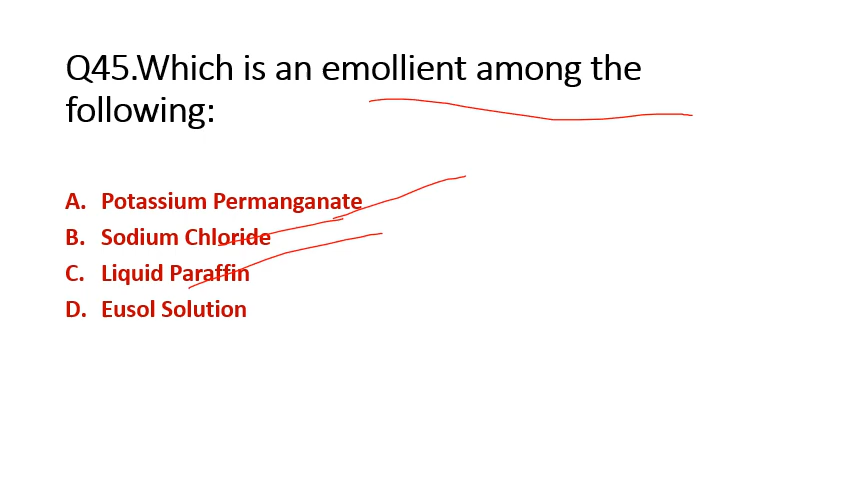 Q45.Which is an emollient among the
following:
A. Potassium Permanganate
B. Sodium Chloride
C. Liquid Paraffin
D. Eusol Solution